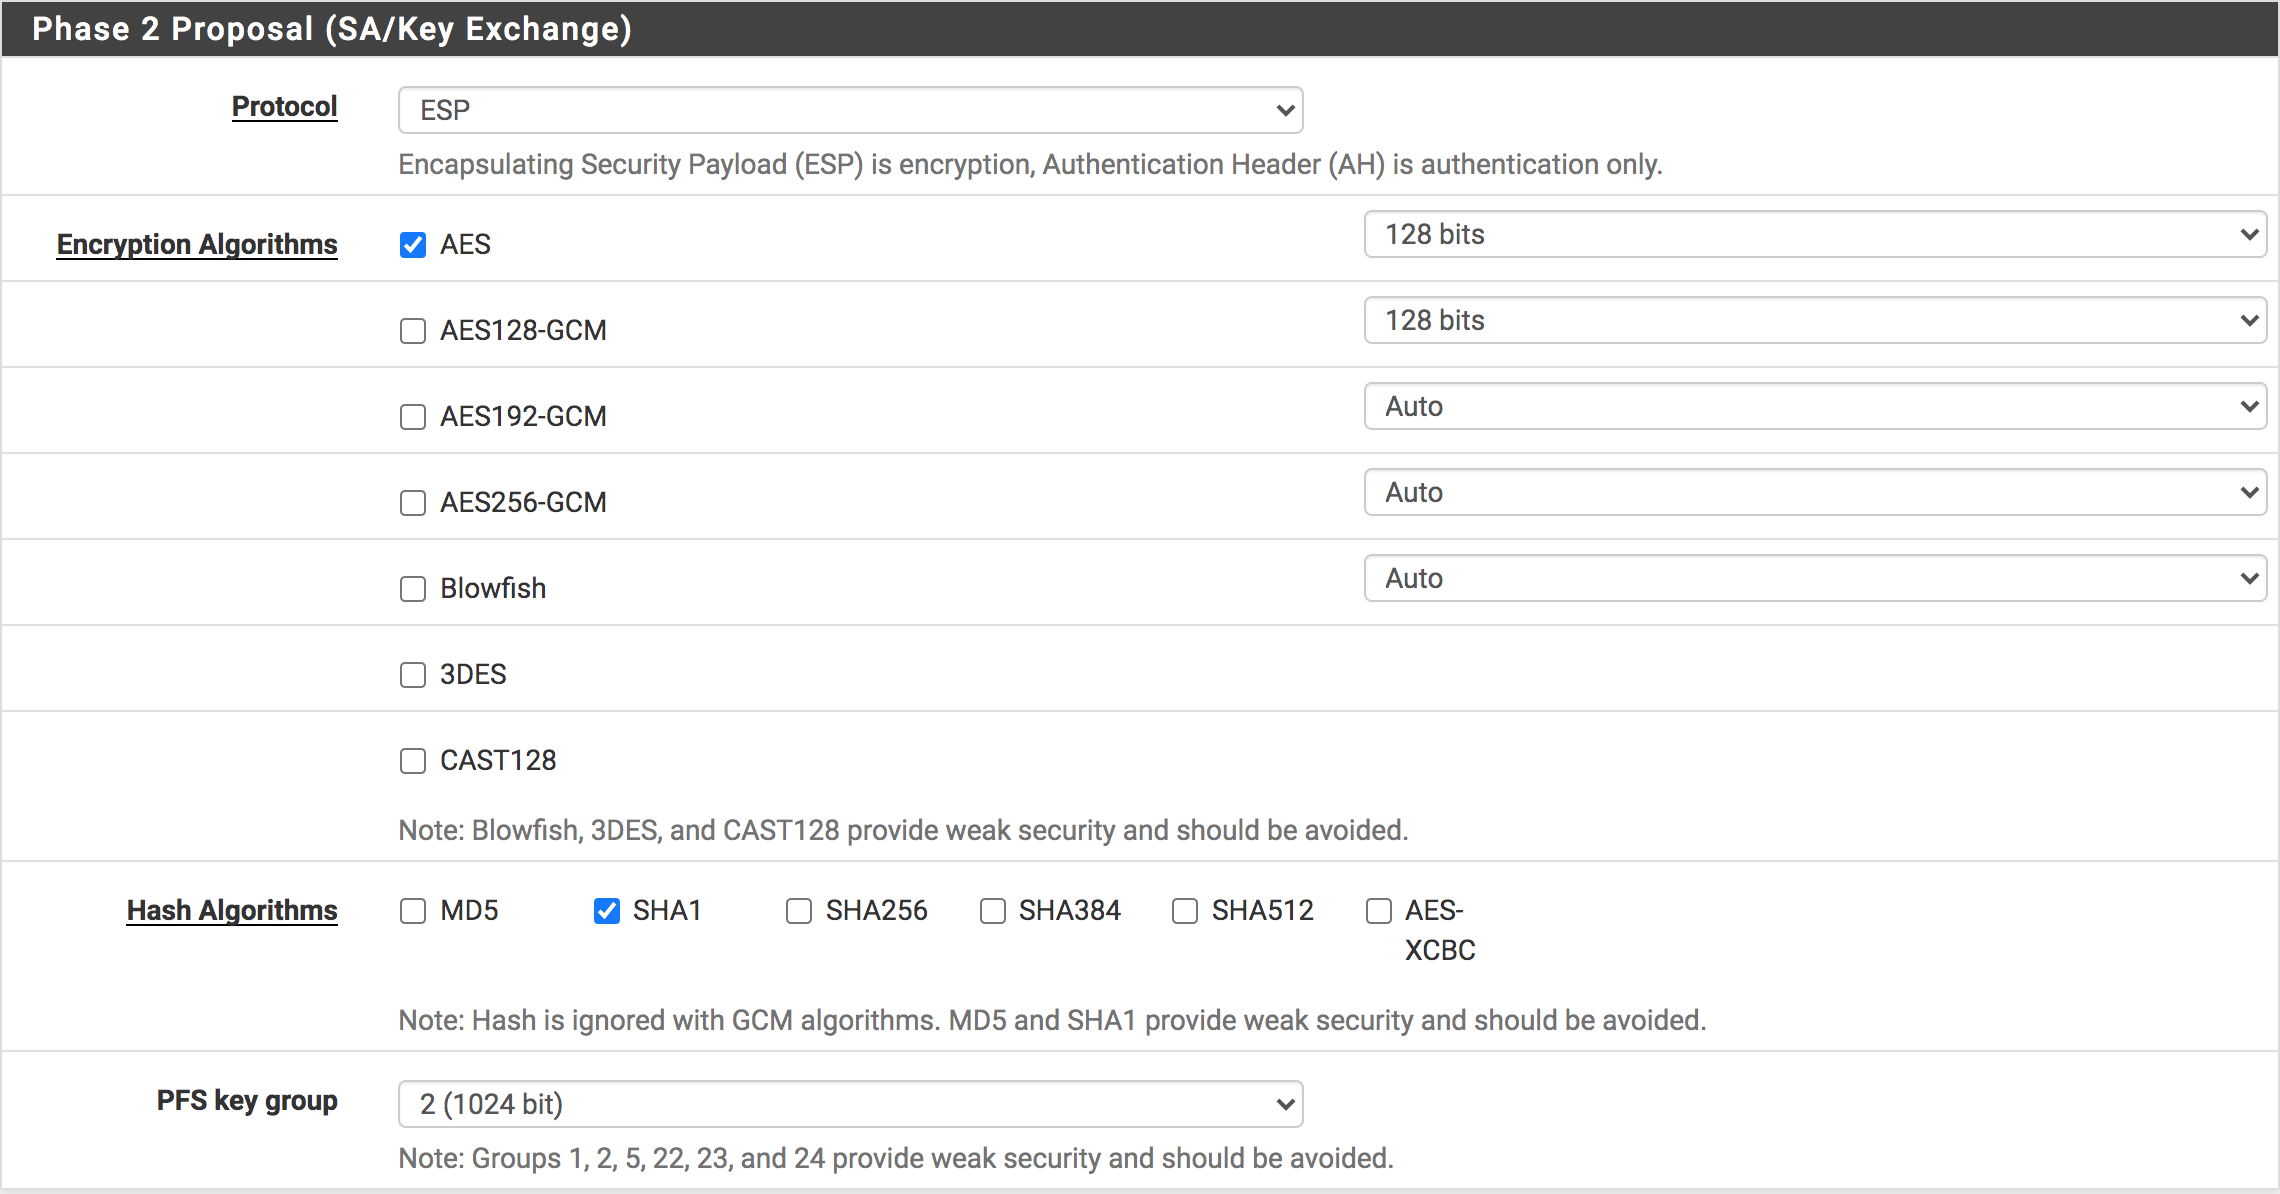 Phase 2 Proposal (SA/Key Exchange)
Protocol
ESP
Encapsulating Security Payload (ESP) is encryption, Authentication Header (AH) is authentication only.
Encryption Algorithms
AES
128 bits
AES128-GCM
128 bits
AES192-GCM
Auto
AES256-GCM
Auto
Blowfish
Auto
3DES
CAST128
Note: Blowfish, 3DES, and CAST128 provide weak security and should be avoided.
Hash Algorithms
MD5
SHA1
SHA256
SHA384
SHA512
AES-
XCBC
Note: Hash is ignored with GCM algorithms. MD5 and SHA1 provide weak security and should be avoided.
PFS key group
2 (1024 bit)
Note: Groups 1, 2, 5, 22, 23, and 24 provide weak security and should be avoided.